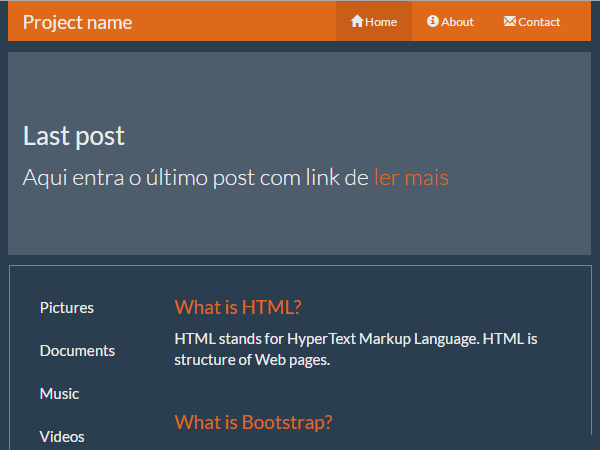 Project name
Home
About
Contact
Last post
Aqui entra o último post com link de ler mais
Pictures
Documents
Music
Videos
What is HTML?
HTML stands for HyperText Markup Language. HTML is
structure of Web pages.
What is Bootstrap?